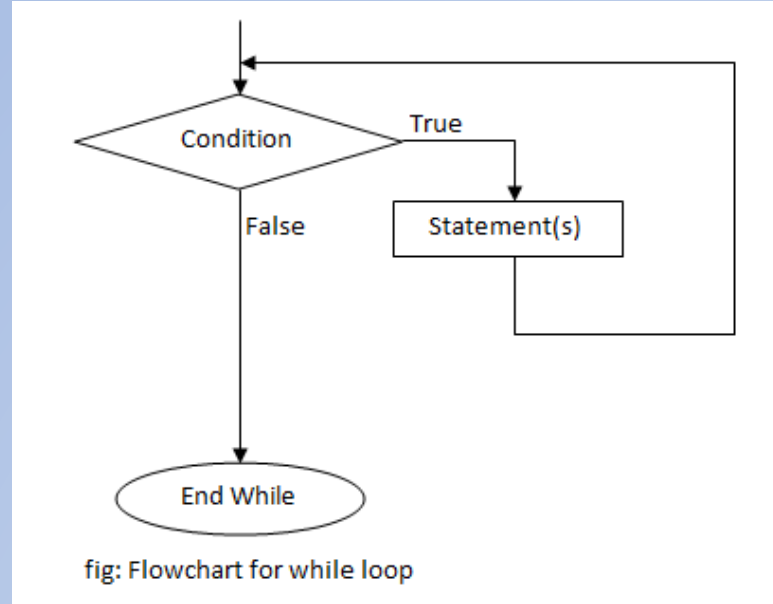 Condition
True
False
Statement(s)
End While
fig: Flowchart for while loop